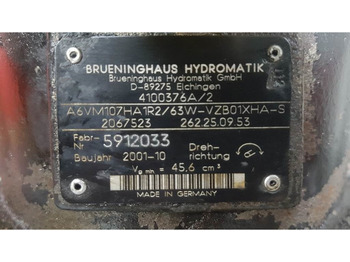 BRUENINGHAUS HYDROMATIK
Brueninghaus Hydromatik GmbH
D-89275 Elchingen
4100376A/2
A6VM107HA1R2/63W-VZB01XHA-S
2067523 262.25.09.53
Fabr-Nr 5912033
Baujahr 2001-10 Dreh-richtung
Vg min = 45,6 cm³
MADE IN GERMANY